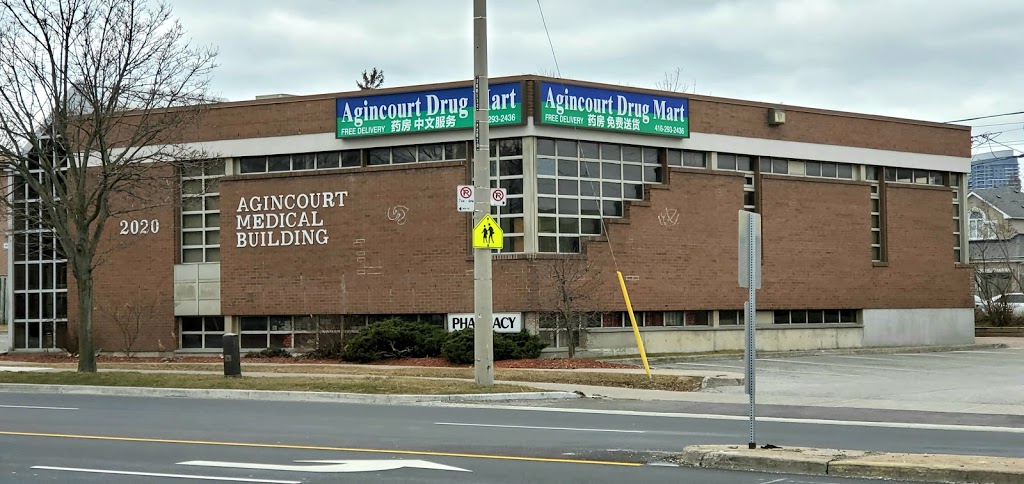 Agincourt Drug Mart
FREE DELIVERY 药房 中文服务
-293-2436
Agincourt Drug Mart
FREE DELIVERY 药房 免费送货
416-293-2436
2020
AGINCOURT
MEDICAL
BUILDING
PHARMACY